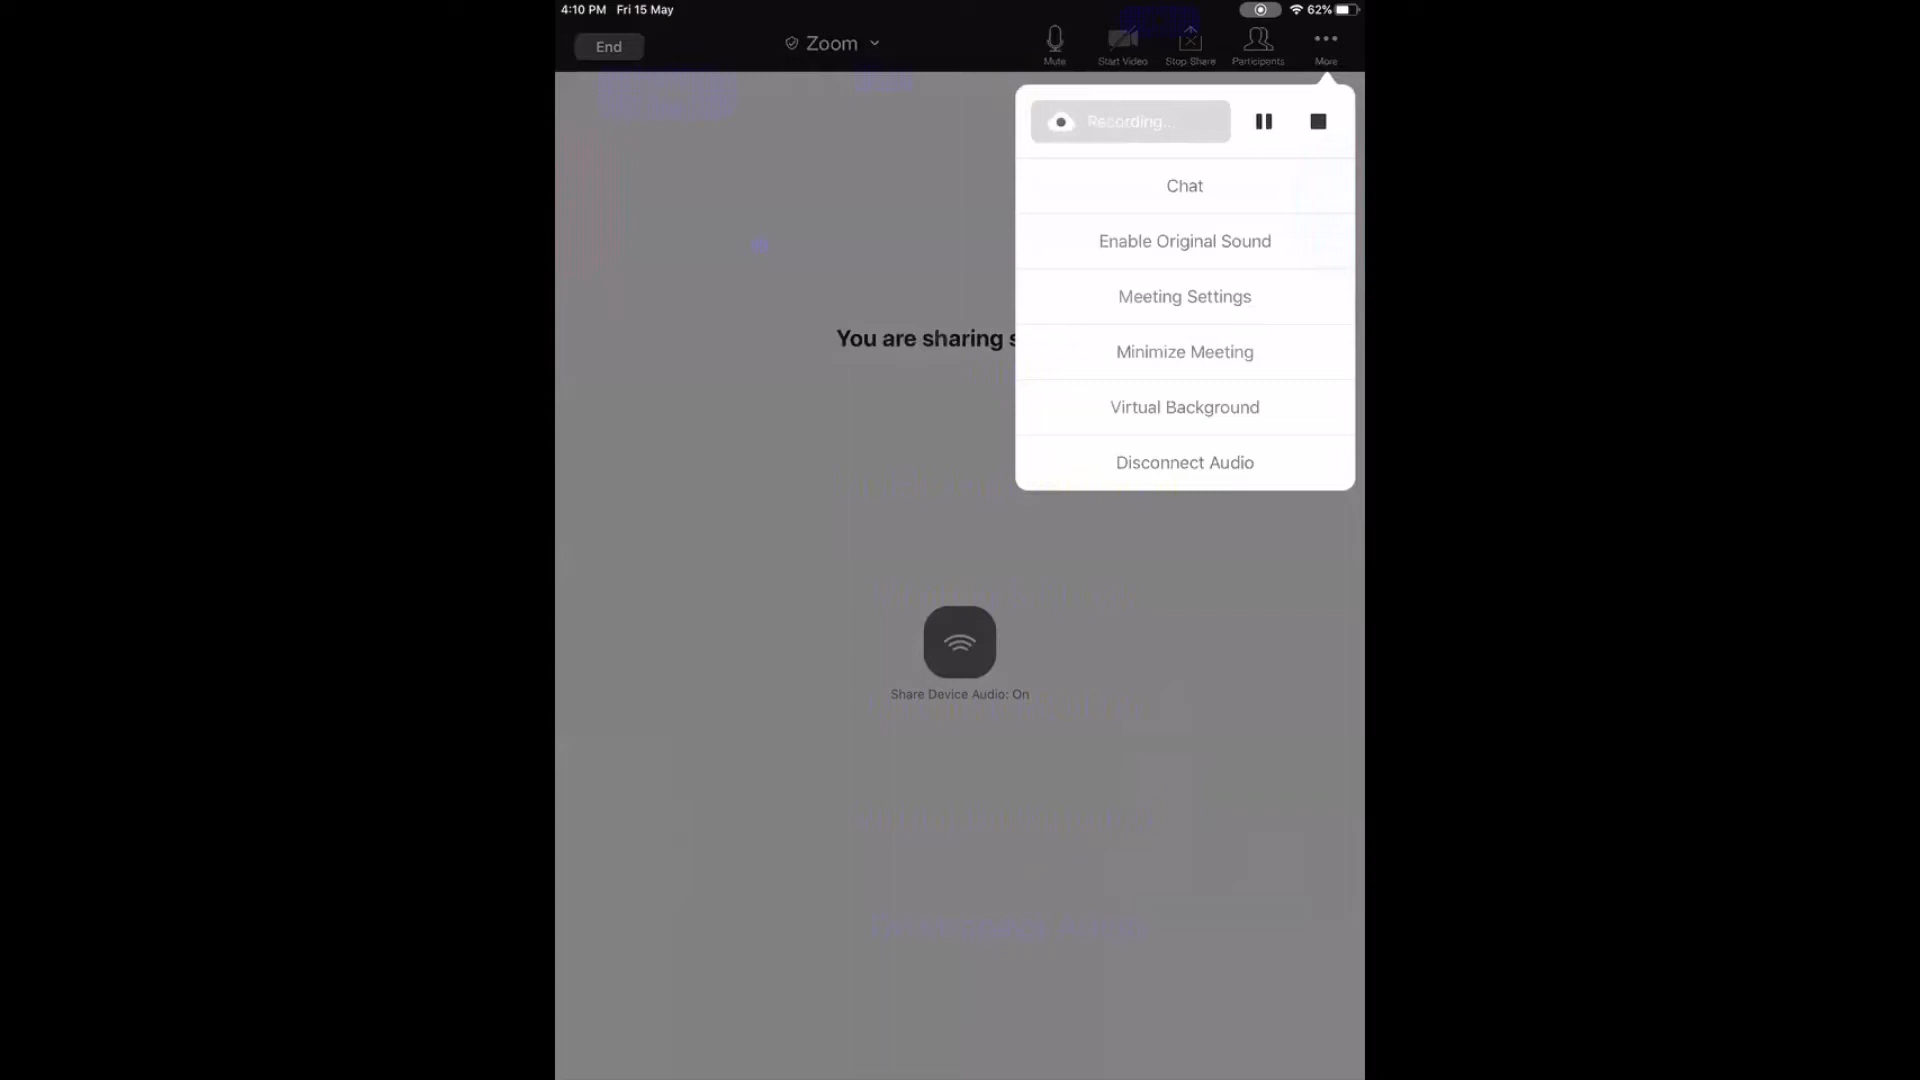 4:10 PM Fri 15 May
62%
End
Zoom
Mute
Start Video
Stop Share
Participants
More
Recording...
Chat
Enable Original Sound
Meeting Settings
You are sharing
Minimize Meeting
Virtual Background
Disconnect Audio
Share Device Audio: On